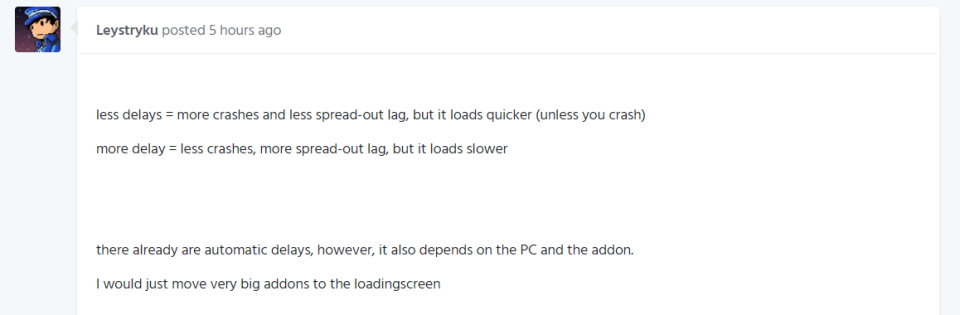 Leystryku posted 5 hours ago
less delays = more crashes and less spread-out lag, but it loads quicker (unless you crash)
more delay = less crashes, more spread-out lag, but it loads slower
there already are automatic delays, however, it also depends on the PC and the addon.
I would just move very big addons to the loadingscreen